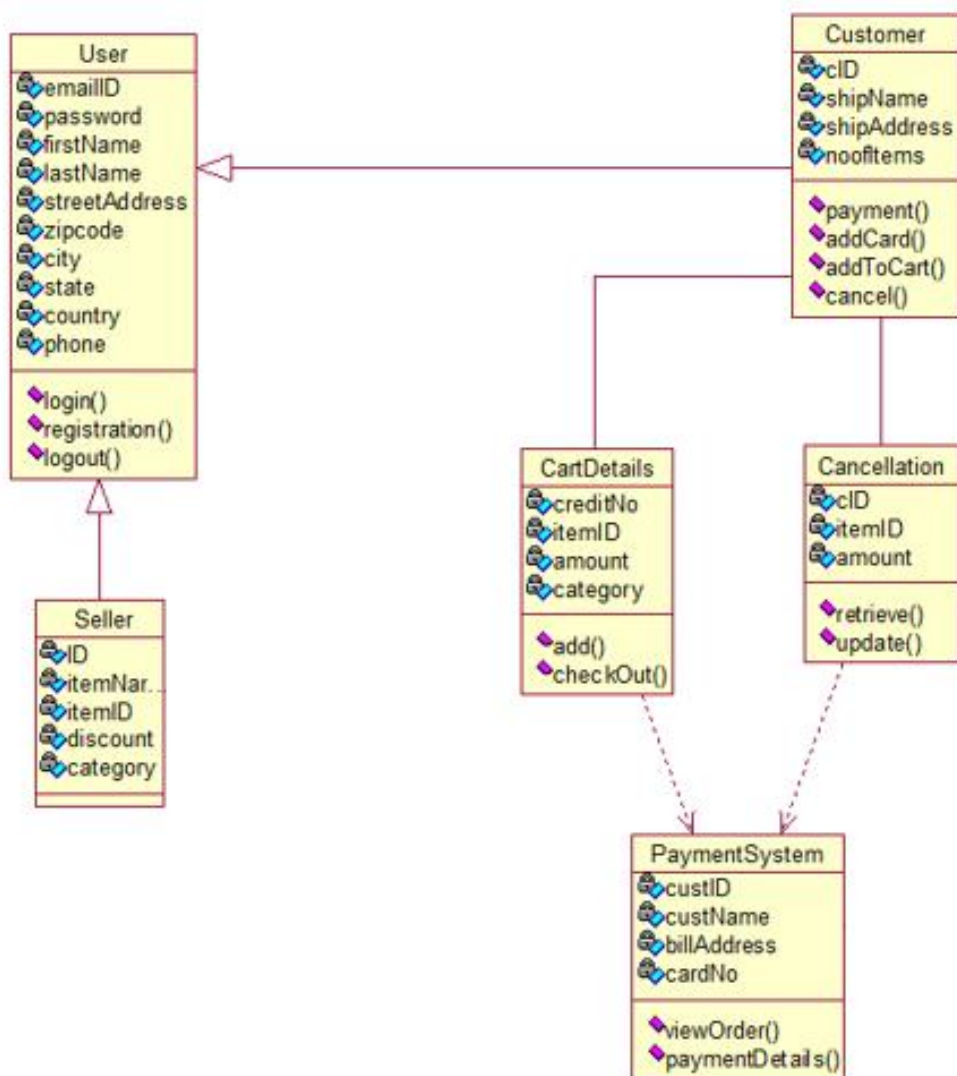 User
emailID
password
firstName
lastName
streetAddress
zipcode
city
state
country
phone
login()
registration()
logout()
Customer
cID
shipName
shipAddress
noofItems
payment()
addCard()
addToCart()
cancel()
CartDetails
creditNo
itemID
amount
category
add()
checkOut()
Cancellation
cID
itemID
amount
retrieve()
update()
Seller
ID
itemNar...
itemID
discount
category
PaymentSystem
custID
custName
billAddress
cardNo
viewOrder()
paymentDetails()